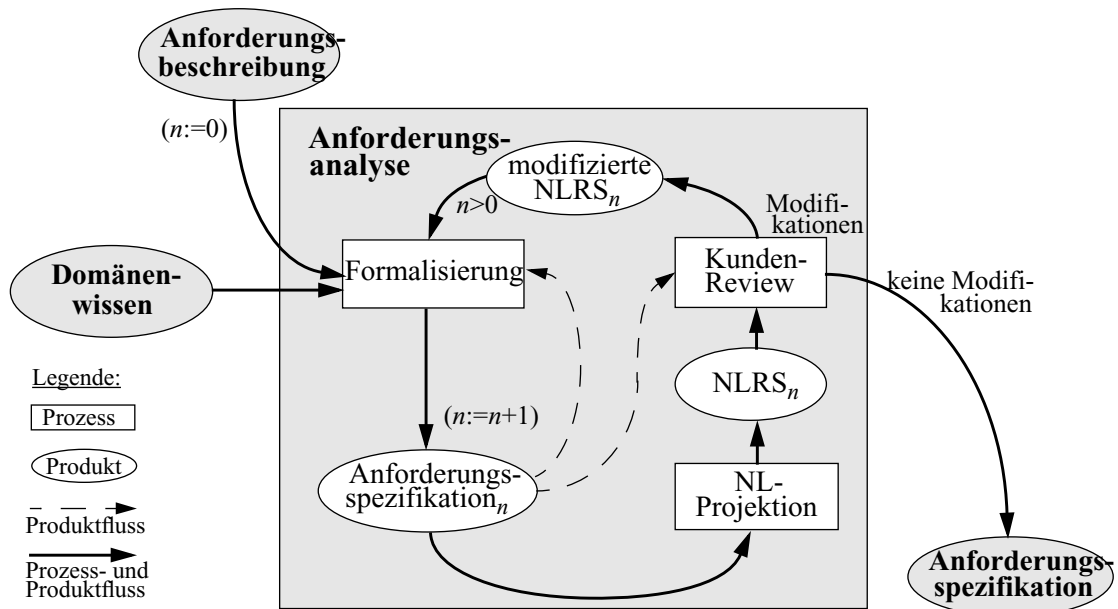 Anforderungs-
beschreibung
(n:=0)
Anforderungs-
analyse
modifizierte
NLRSn
n>0
Modifi-
kationen
Formalisierung
Kunden-
Review
keine Modifi-
kationen
Domänen-
wissen
NLRSn
(n:=n+1)
Anforderungs-
spezifikationn
NL-
Projektion
Anforderungs-
spezifikation
Legende:
Prozess
Produkt
Produktfluss
Prozess- und
Produktfluss